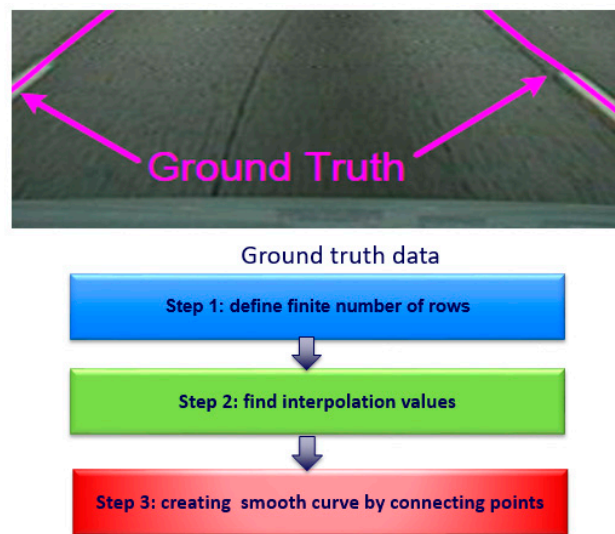 Ground Truth
Ground truth data
Step 1: define finite number of rows
Step 2: find interpolation values
Step 3: creating smooth curve by connecting points